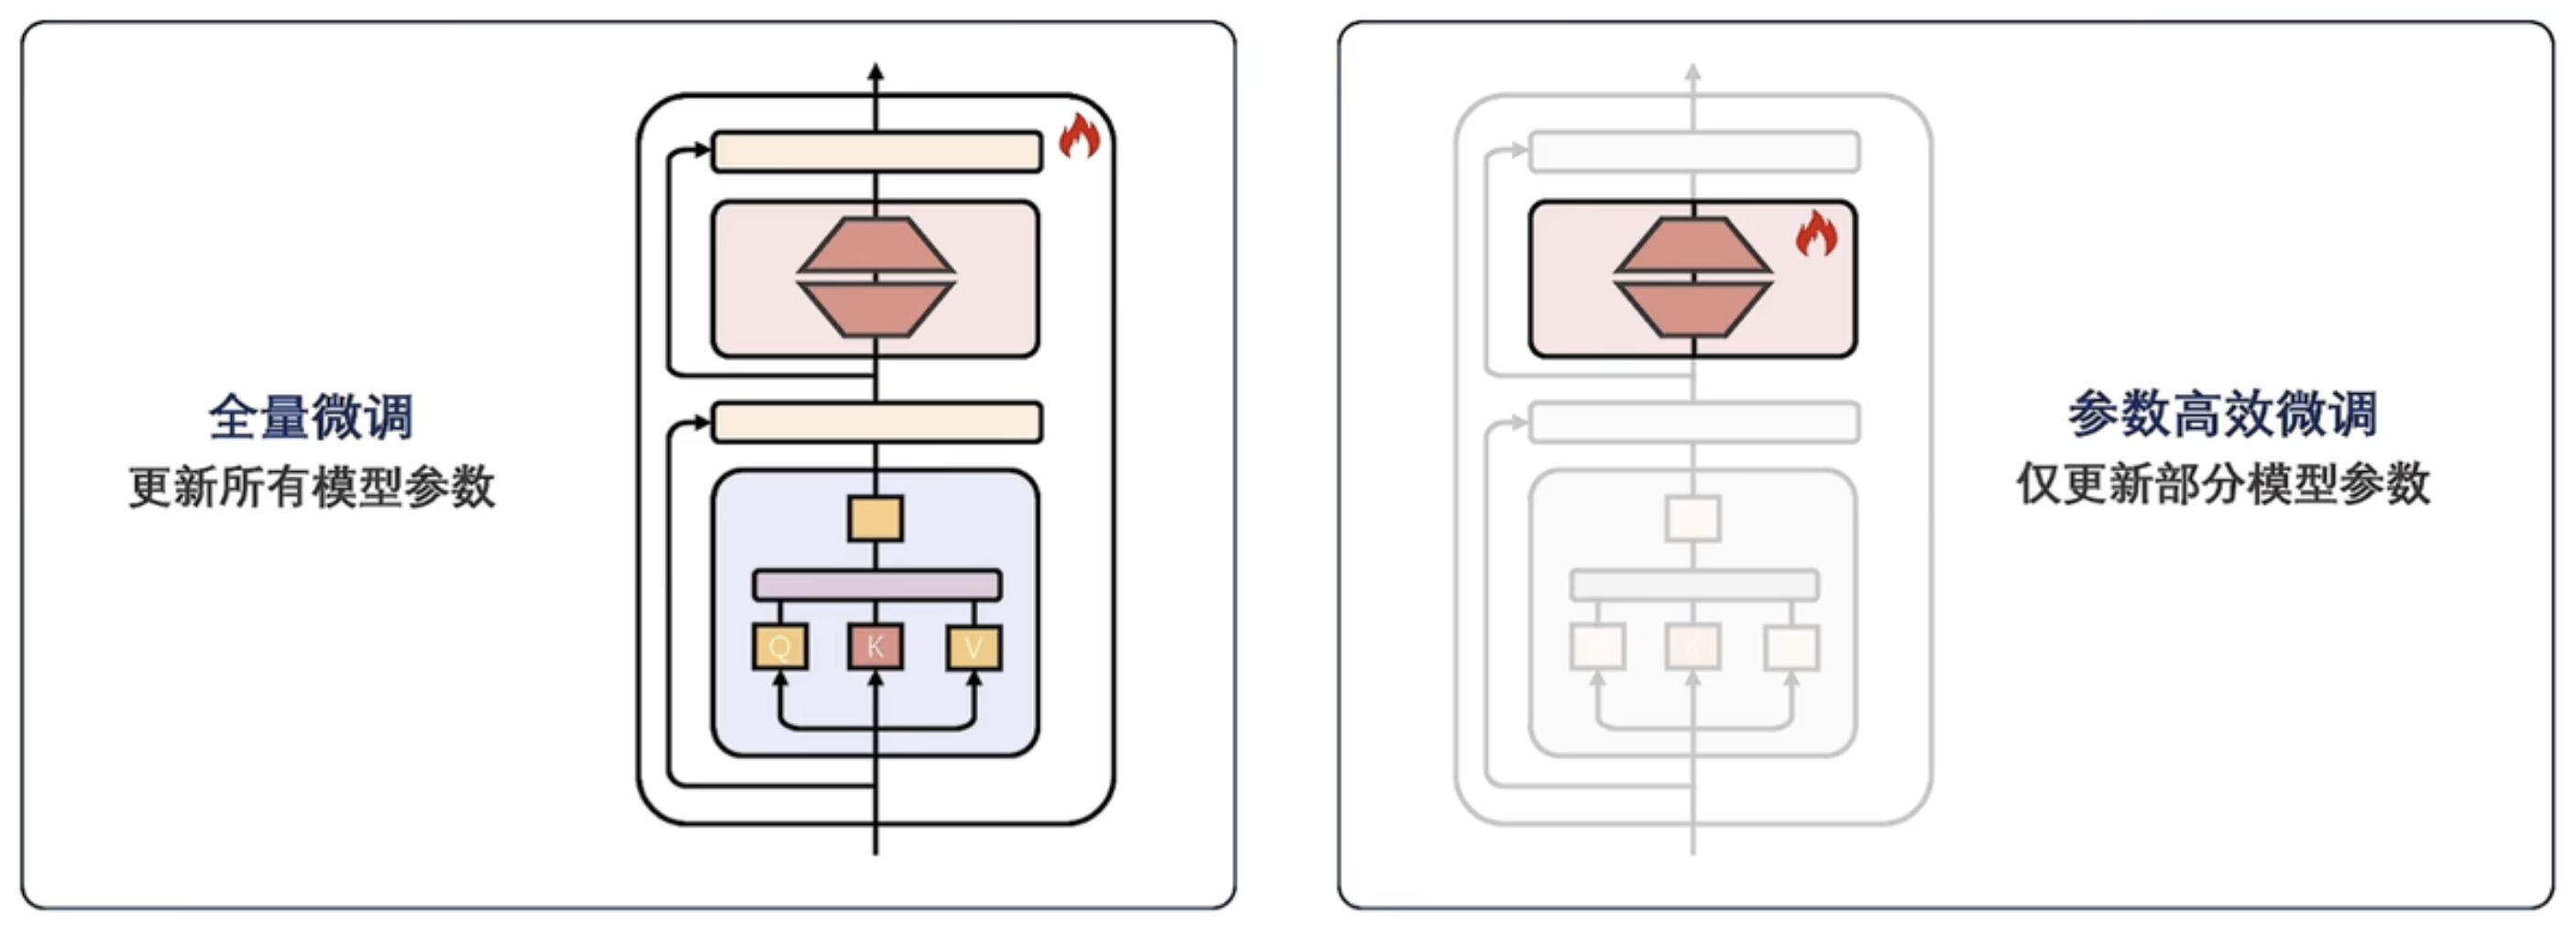 全量微调
更新所有模型参数
Q K V
参数高效微调
仅更新部分模型参数